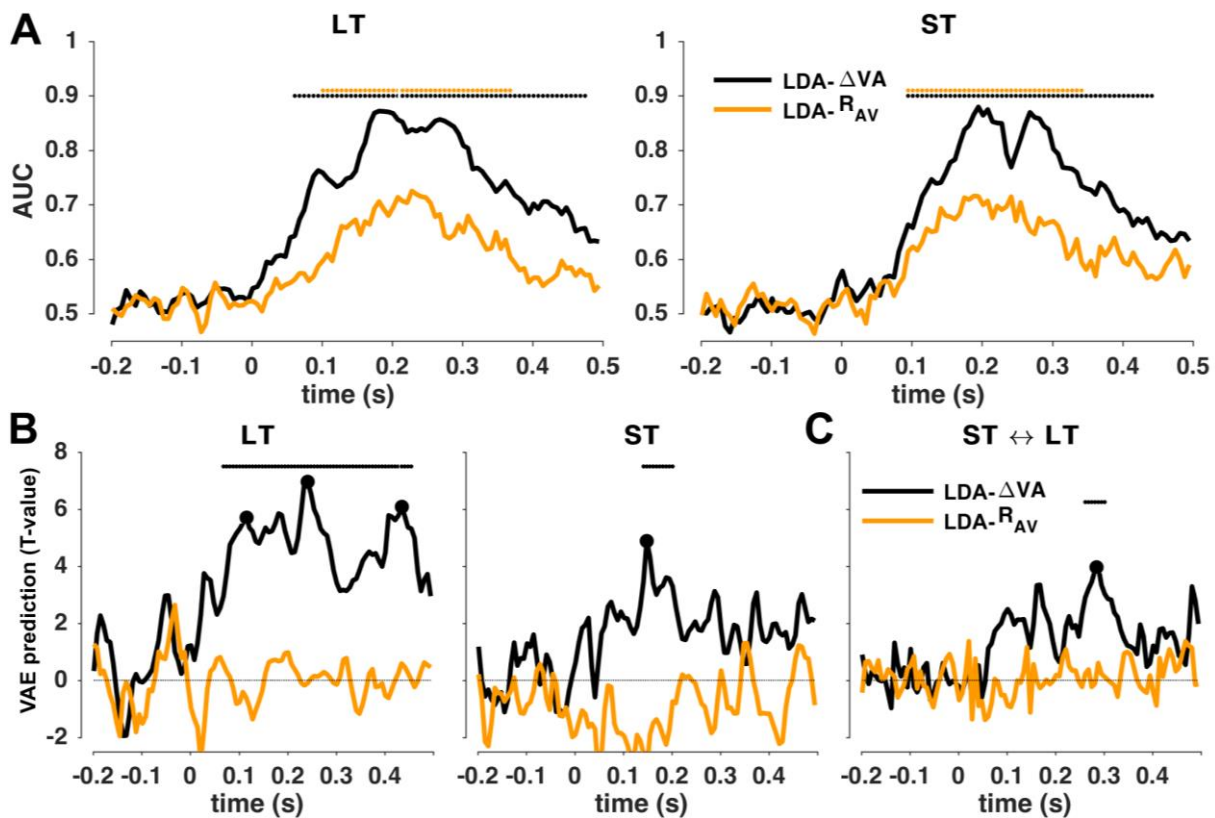 A
LT
ST
AUC
1
0.9
0.8
0.7
0.6
0.5
1
0.9
0.8
0.7
0.6
0.5
LDA-ΔVA
LDA-R_AV
-0.2 -0.1 0 0.1 0.2 0.3 0.4 0.5
time (s)
-0.2 -0.1 0 0.1 0.2 0.3 0.4 0.5
time (s)
B
LT
ST
C
ST ↔ LT
VAE prediction (T-value)
8
6
4
2
0
-2
LDA-ΔVA
LDA-R_AV
-0.2 -0.1 0 0.1 0.2 0.3 0.4
time (s)
-0.2 -0.1 0 0.1 0.2 0.3 0.4
time (s)
-0.2 -0.1 0 0.1 0.2 0.3 0.4
time (s)